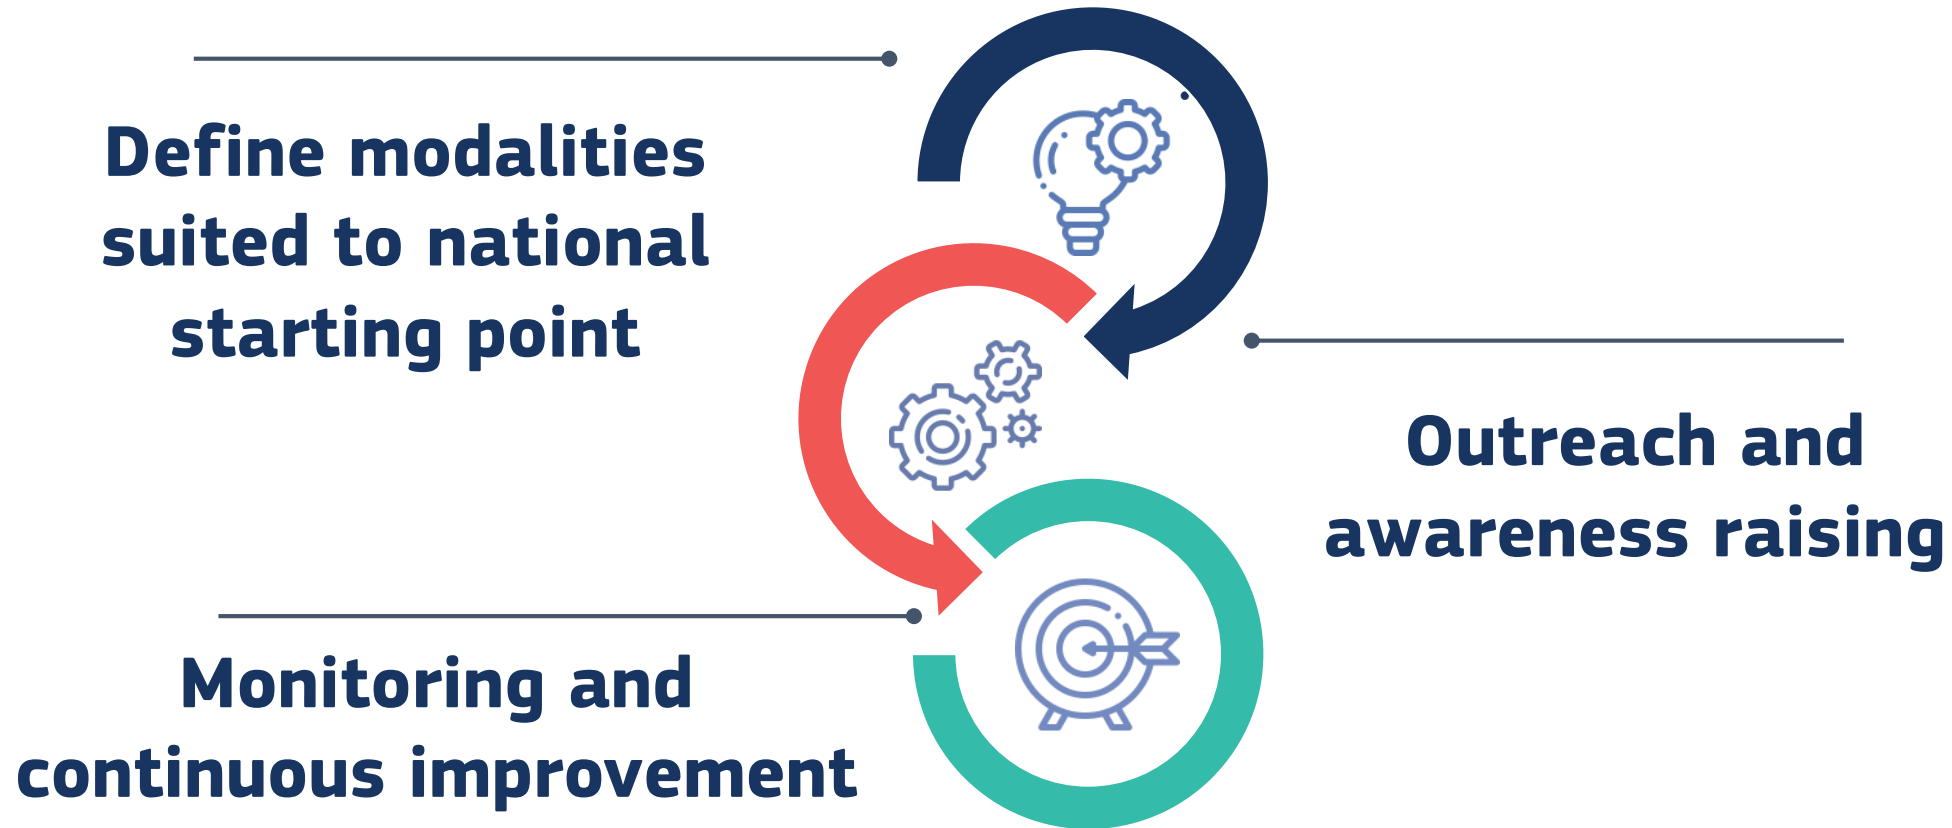 Define modalities
suited to national
starting point
Outreach and
awareness raising
Monitoring and
continuous improvement